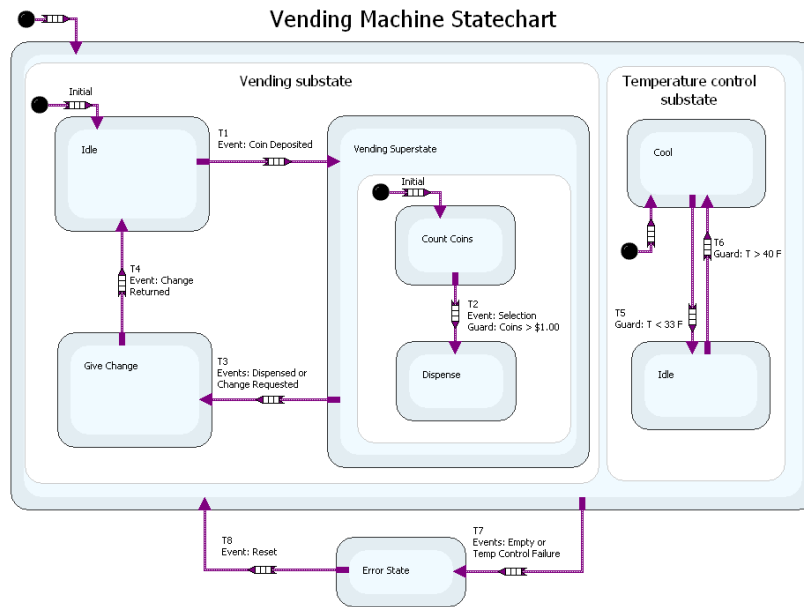 Vending Machine Statechart
Vending substate
Temperature control
substate
Initial
Idle
T1
Event: Coin Deposited
Vending Superstate
Initial
Count Coins
T2
Event: Selection
Guard: Coins > $1.00
Dispense
T4
Event: Change
Returned
Give Change
T3
Events: Dispensed or
Change Requested
Cool
T6
Guard: T > 40 F
T5
Guard: T < 33 F
Idle
T8
Event: Reset
Error State
T7
Events: Empty or
Temp Control Failure